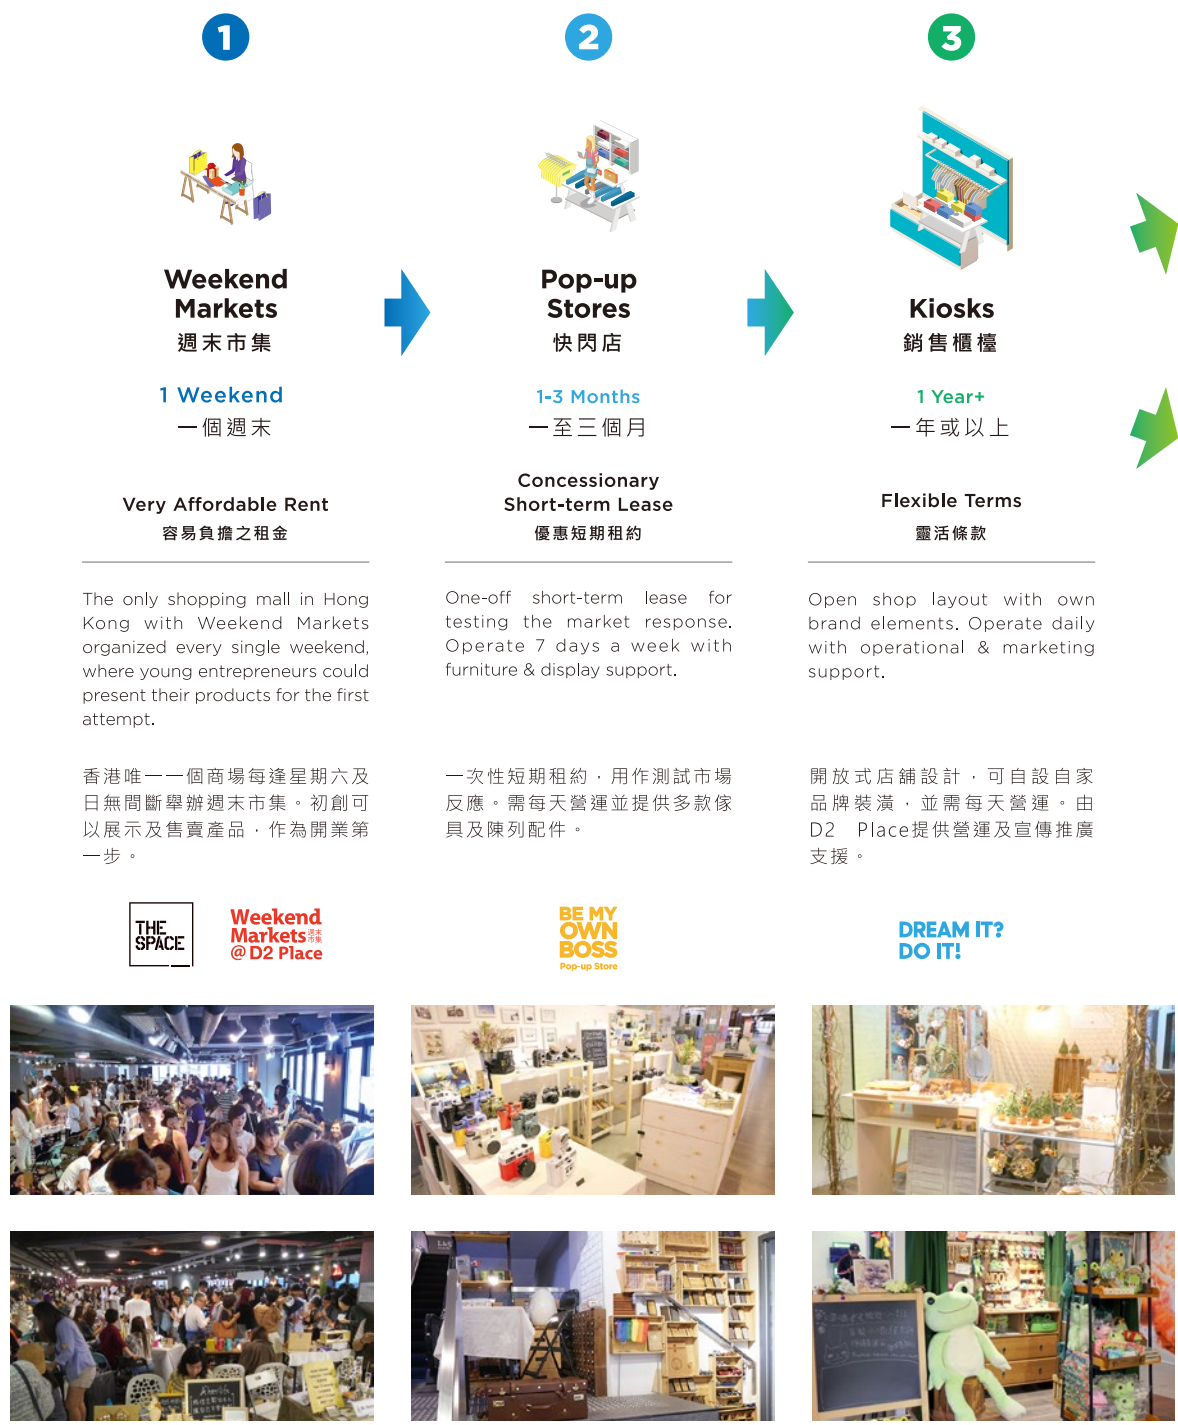 1
Weekend
Markets
週末市集
1 Weekend
一個週末
Very Affordable Rent
容易負擔之租金
The only shopping mall in Hong
Kong with Weekend Markets
organized every single weekend,
where young entrepreneurs could
present their products for the first
attempt.
香港唯一一個商場每逢星期六及
日無間斷舉辦週末市集。初創可
以展示及售賣產品，作為開業第
一步。
THE
SPACE
Weekend
Markets 週末市集
@ D2 Place
2
Pop-up
Stores
快閃店
1-3 Months
一至三個月
Concessionary
Short-term Lease
優惠短期租約
One-off short-term lease for
testing the market response.
Operate 7 days a week with
furniture & display support.
一次性短期租約，用作測試市場
反應。需每天營運並提供多款傢
具及陳列配件。
BE MY
OWN
BOSS
Pop-up Store
3
Kiosks
銷售櫃檯
1 Year+
一年或以上
Flexible Terms
靈活條款
Open shop layout with own
brand elements. Operate daily
with operational & marketing
support.
開放式店舖設計，可自設自家
品牌裝潢，並需每天營運。由
D2 Place提供營運及宣傳推廣
支援。
DREAM IT?
DO IT!